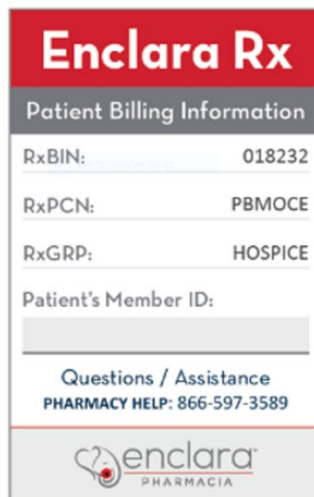 Enclara Rx
Patient Billing Information
RxBIN: 018232
RxPCN: PBMOCE
RxGRP: HOSPICE
Patient's Member ID:
Questions / Assistance
PHARMACY HELP: 866-597-3589
enclara
PHARMACIA